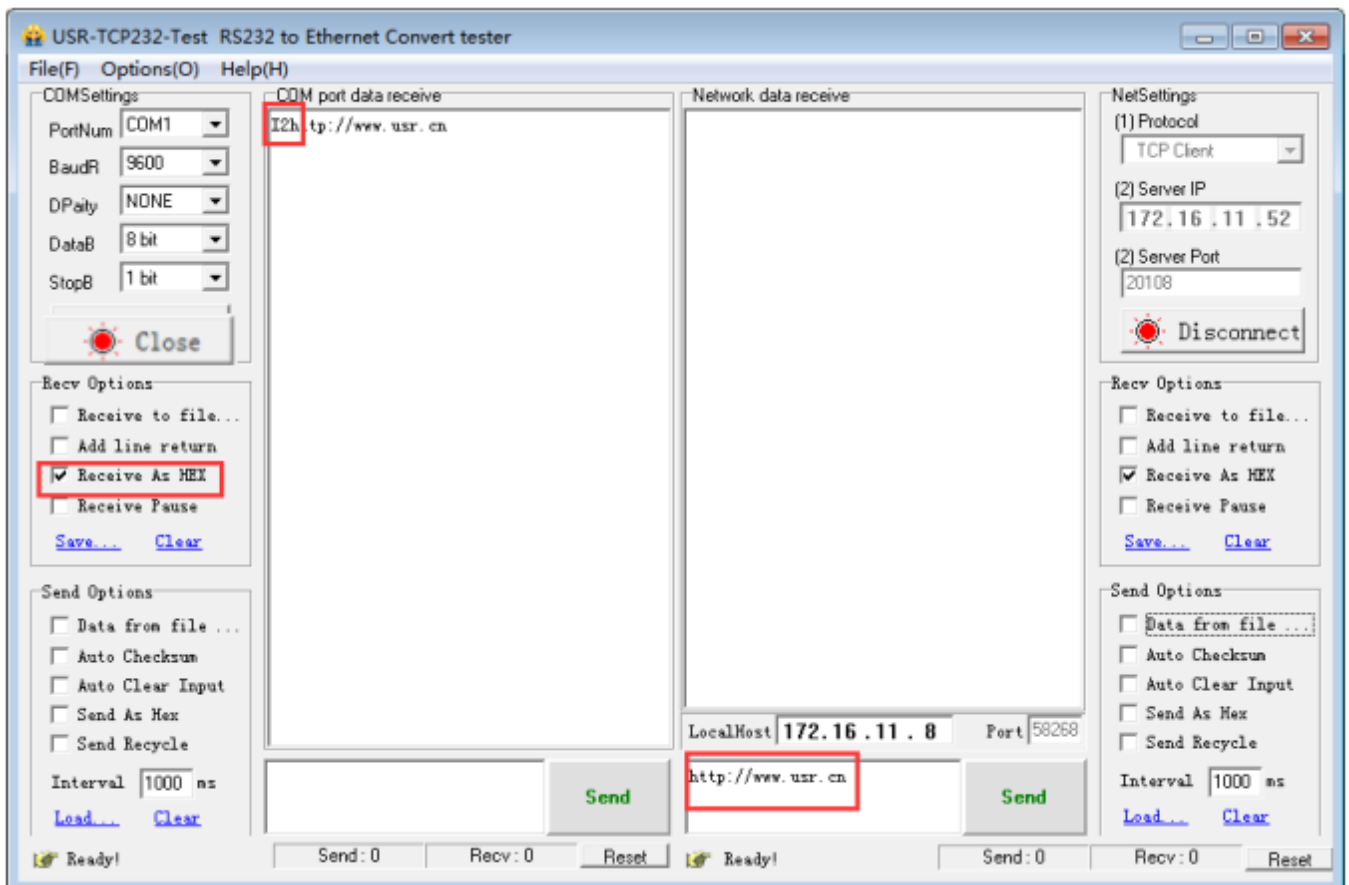 USR-TCP232-Test RS232 to Ethernet Convert tester
File(F) Options(O) Help(H)
COMSettings
PortNum COM1
BaudR 9600
DPaity NONE
DataB 8 bit
StopB 1 bit
Close
Recv Options
Receive to file...
Add line return
Receive As HEX
Receive Pause
Save... Clear
Send Options
Data from file ...
Auto Checksum
Auto Clear Input
Send As Hex
Send Recycle
Interval 1000 ms
Load... Clear
Ready!
COM port data receive
I2h.tp://www.usr.cn
Send
Send : 0 Recv : 0 Reset
Network data receive
LocalHost 172.16.11.8 Port 58268
http://www.usr.cn
Send
Ready! Send : 0 Recv : 0 Reset
NetSettings
(1) Protocol
TCP Client
(2) Server IP
172.16.11.52
(2) Server Port
20108
Disconnect
Recv Options
Receive to file...
Add line return
Receive As HEX
Receive Pause
Save... Clear
Send Options
Data from file ...
Auto Checksum
Auto Clear Input
Send As Hex
Send Recycle
Interval 1000 ms
Load... Clear